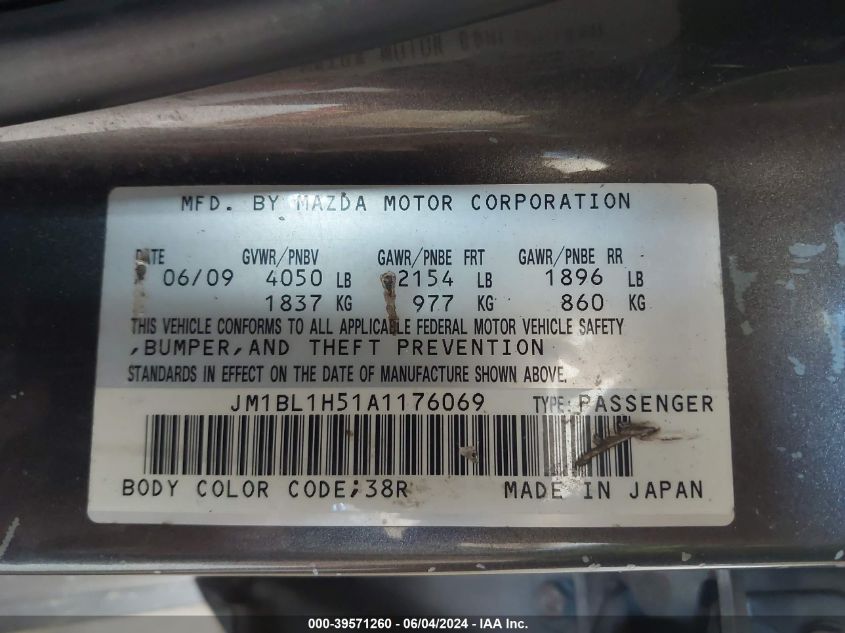 MFD. BY MAZDA MOTOR CORPORATION
DATE GVWR/PNBV GAWR/PNBE FRT GAWR/PNBE RR
06/09 4050 LB 2154 LB 1896 LB
1837 KG 977 KG 860 KG
THIS VEHICLE CONFORMS TO ALL APPLICABLE FEDERAL MOTOR VEHICLE SAFETY
,BUMPER,AND THEFT PREVENTION
STANDARDS IN EFFECT ON THE DATE OF MANUFACTURE SHOWN ABOVE.
JM1BL1H51A1176069 TYPE:PASSENGER
BODY COLOR CODE;38R MADE IN JAPAN
000-39571260 - 06/04/2024 - IAA Inc.